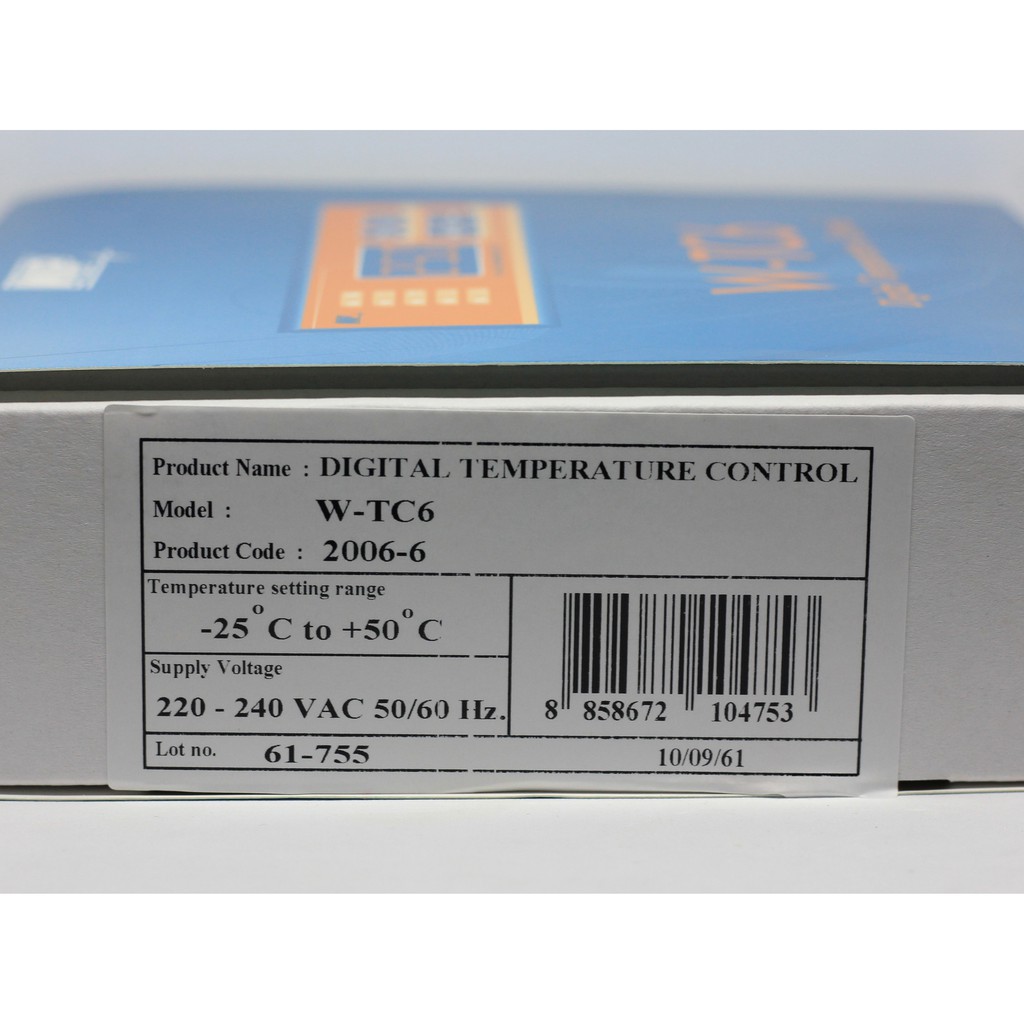 Product Name : DIGITAL TEMPERATURE CONTROL
Model : W-TC6
Product Code : 2006-6
Temperature setting range
-25°C to +50°C
Supply Voltage
220 - 240 VAC 50/60 Hz.
8 858672 104753
Lot no. 61-755 10/09/61